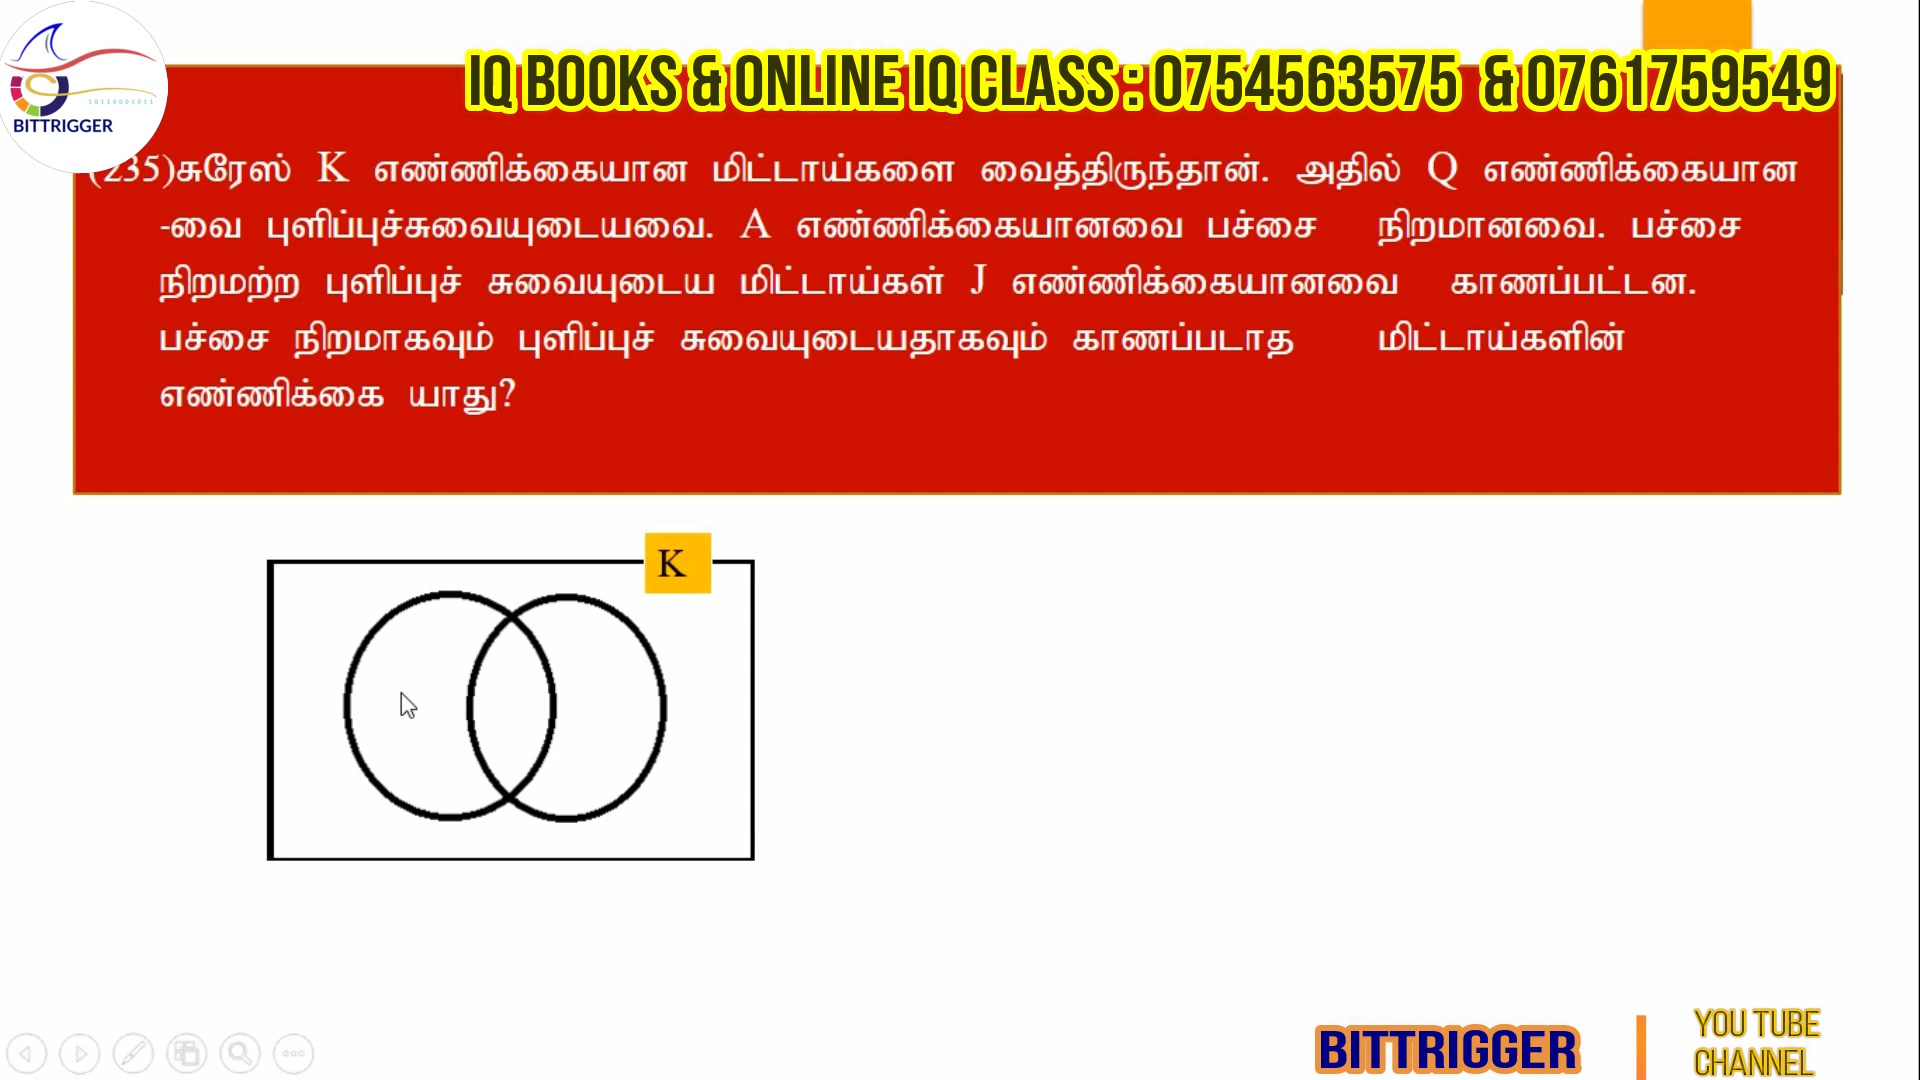 IQ BOOKS & ONLINE IQ CLASS : 0754563575 & 0761759549
10110001011
BITTRIGGER
(235)சுரேஸ் K எண்ணிக்கையான மிட்டாய்களை வைத்திருந்தான். அதில் Q எண்ணிக்கையான
-வை புளிப்புச்சுவையுடையவை. A எண்ணிக்கையானவை பச்சை நிறமானவை. பச்சை
நிறமற்ற புளிப்புச் சுவையுடைய மிட்டாய்கள் J எண்ணிக்கையானவை காணப்பட்டன.
பச்சை நிறமாகவும் புளிப்புச் சுவையுடையதாகவும் காணப்படாத மிட்டாய்களின்
எண்ணிக்கை யாது?
K
BITTRIGGER
YOU TUBE
CHANNEL